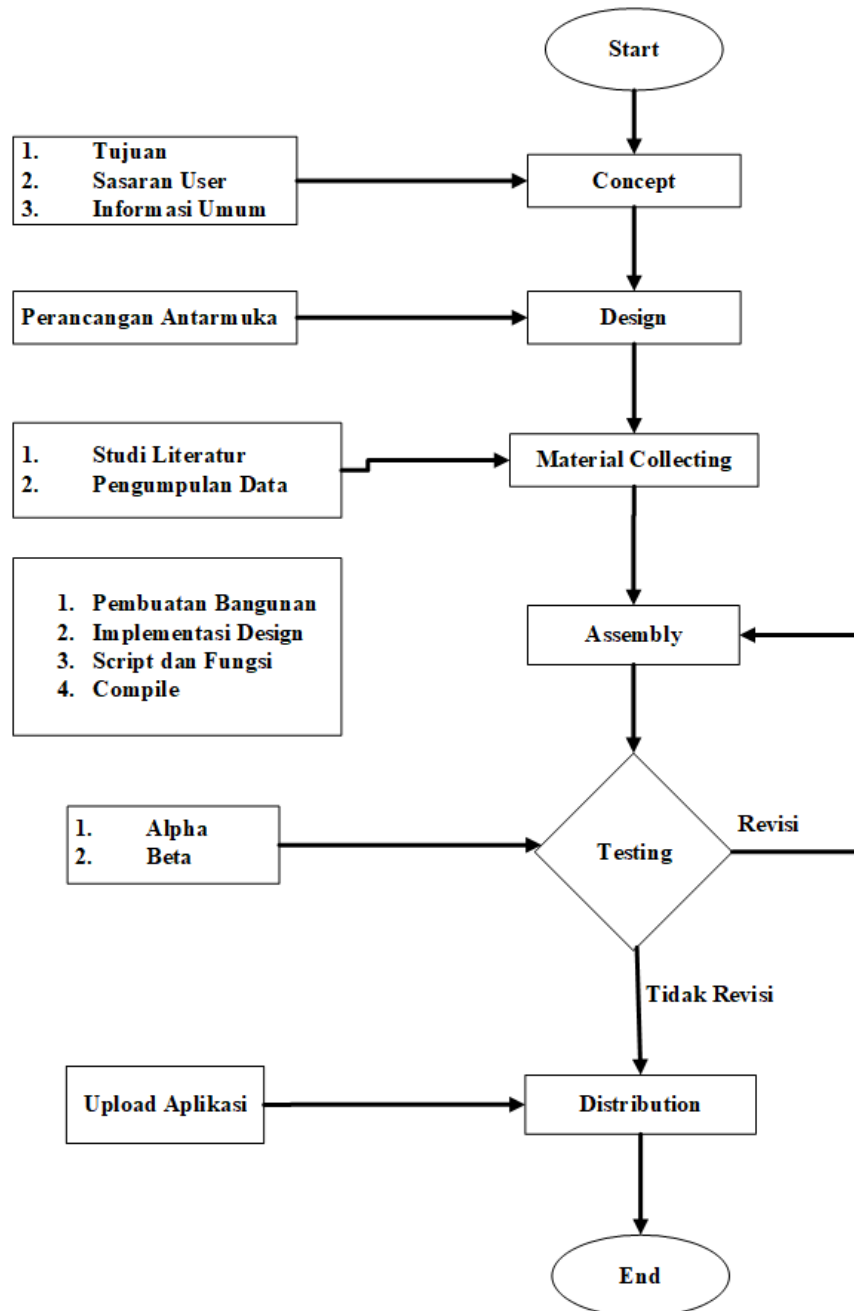 Start
1. Tujuan
2. Sasaran User
3. Informasi Umum
Concept
Perancangan Antarmuka
Design
1. Studi Literatur
2. Pengumpulan Data
Material Collecting
1. Pembuatan Bangunan
2. Implementasi Design
3. Script dan Fungsi
4. Compile
Assembly
1. Alpha
2. Beta
Testing
Revisi
Tidak Revisi
Upload Aplikasi
Distribution
End